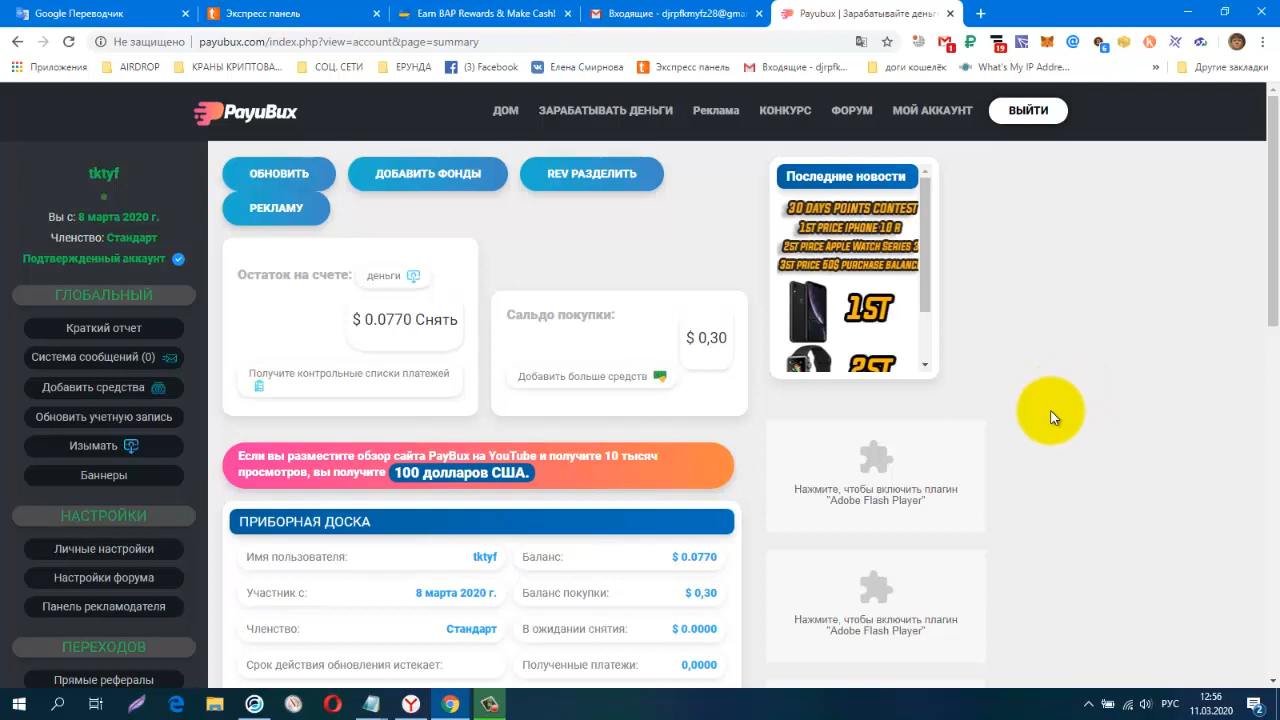 Google Переводчик
Экспресс панель
Earn BAP Rewards & Make Cash!
Входящие - djrpfkmyfz28@gma
Payubux | Зарабатывайте деньг
Не защищено
payubux.com/index.php?view=account&page=summary
Приложения
AIRDROP
КРАНЫ КРИПТОВА...
СОЦ. СЕТИ
ЕРУНДА
(3) Facebook
Елена Смирнова
Экспресс панель
Входящие - djrpfk...
доги кошелёк
What's My IP Addre...
»
Другие закладки
PayuBux
ДОМ
ЗАРАБАТЫВАТЬ ДЕНЬГИ
Реклама
КОНКУРС
ФОРУМ
МОЙ АККАУНТ
ВЫЙТИ
tktyf
Вы с: 8 марта 2020 г.
Членство: Стандарт
Подтвержденный аккаунт
ГЛОБАЛЬНЫЙ
Краткий отчет
Система сообщений (0)
Добавить средства
Обновить учетную запись
Изымать
Баннеры
НАСТРОЙКИ
Личные настройки
Настройки форума
Панель рекламодателя
ПЕРЕХОДОВ
Прямые рефералы
ОБНОВИТЬ
ДОБАВИТЬ ФОНДЫ
REV РАЗДЕЛИТЬ
РЕКЛАМУ
Остаток на счете:
деньги
$ 0.0770 Снять
Получите контрольные списки платежей
Сальдо покупки:
$ 0,30
Добавить больше средств
Если вы разместите обзор сайта PayBux на YouTube и получите 10 тысяч
просмотров, вы получите 100 долларов США.
ПРИБОРНАЯ ДОСКА
Имя пользователя: tktyf
Баланс: $ 0.0770
Участник с: 8 марта 2020 г.
Баланс покупки: $ 0,30
Членство: Стандарт
В ожидании снятия: $ 0.0000
Срок действия обновления истекает:
Полученные платежи: 0,0000
Последние новости
30 DAYS POINTS CONTEST
1ST PRICE IPHONE 10 R
2ST PIRCE APPLE WATCH SERIES 3
3ST PRICE 50$ PURCHASE BALANC
1ST
2ST
Нажмите, чтобы включить плагин
"Adobe Flash Player"
Нажмите, чтобы включить плагин
"Adobe Flash Player"
РУС
12:56
11.03.2020